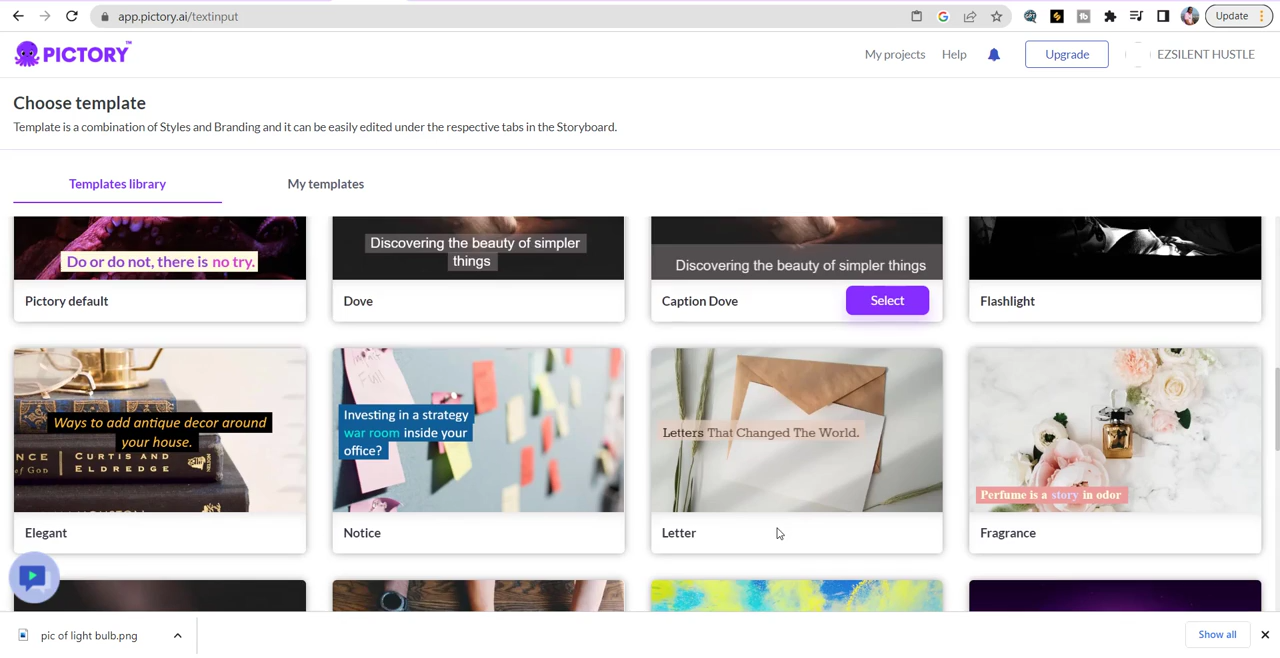 app.pictory.ai/textinput
Update
PICTORY
My projects
Help
Upgrade
EZSILENT HUSTLE
Choose template
Template is a combination of Styles and Branding and it can be easily edited under the respective tabs in the Storyboard.
Templates library
My templates
Do or do not, there is no try.
Discovering the beauty of simpler
things
Discovering the beauty of simpler things
Pictory default
Dove
Caption Dove
Select
Flashlight
Ways to add antique decor around
your house.
NCE
of God
CURTIS AND
ELDREDGE
Investing in a strategy
war room inside your
office?
Letters That Changed The World.
Perfume is a story in odor
Elegant
Notice
Letter
Fragrance
pic of light bulb.png
Show all